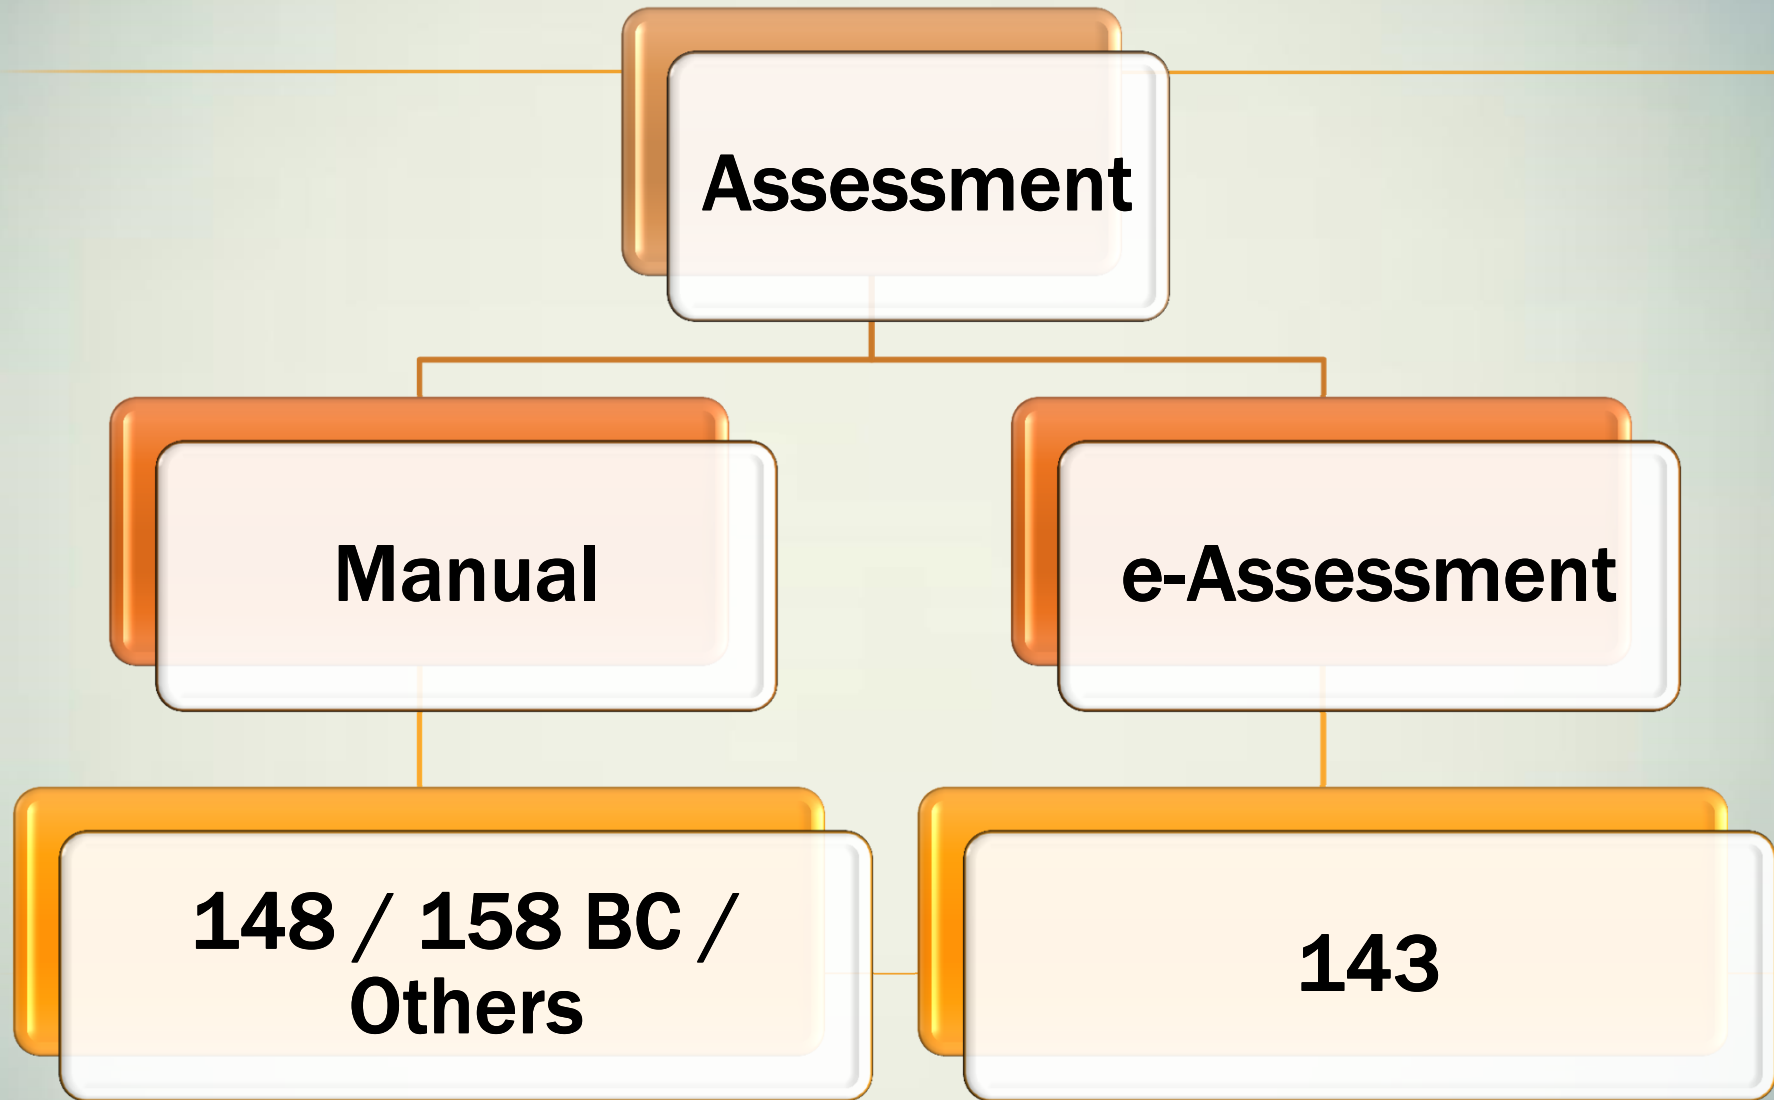 Assessment
Manual
e-Assessment
148 / 158 BC /
Others
143